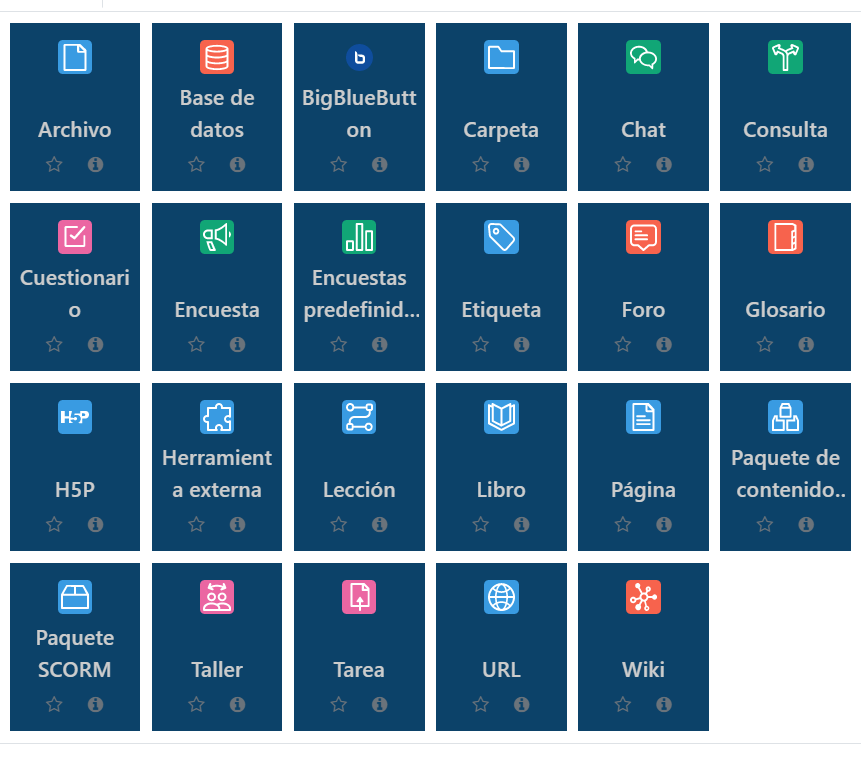 Archivo
Base de
datos
b
BigBlueButt
on
Carpeta
Chat
Consulta
Cuestionari
o
Encuesta
Encuestas
predefinid...
Etiqueta
Foro
Glosario
H5P
H5P
Herramient
a externa
Lección
Libro
Página
Paquete de
contenido..
Paquete
SCORM
Taller
Tarea
URL
Wiki